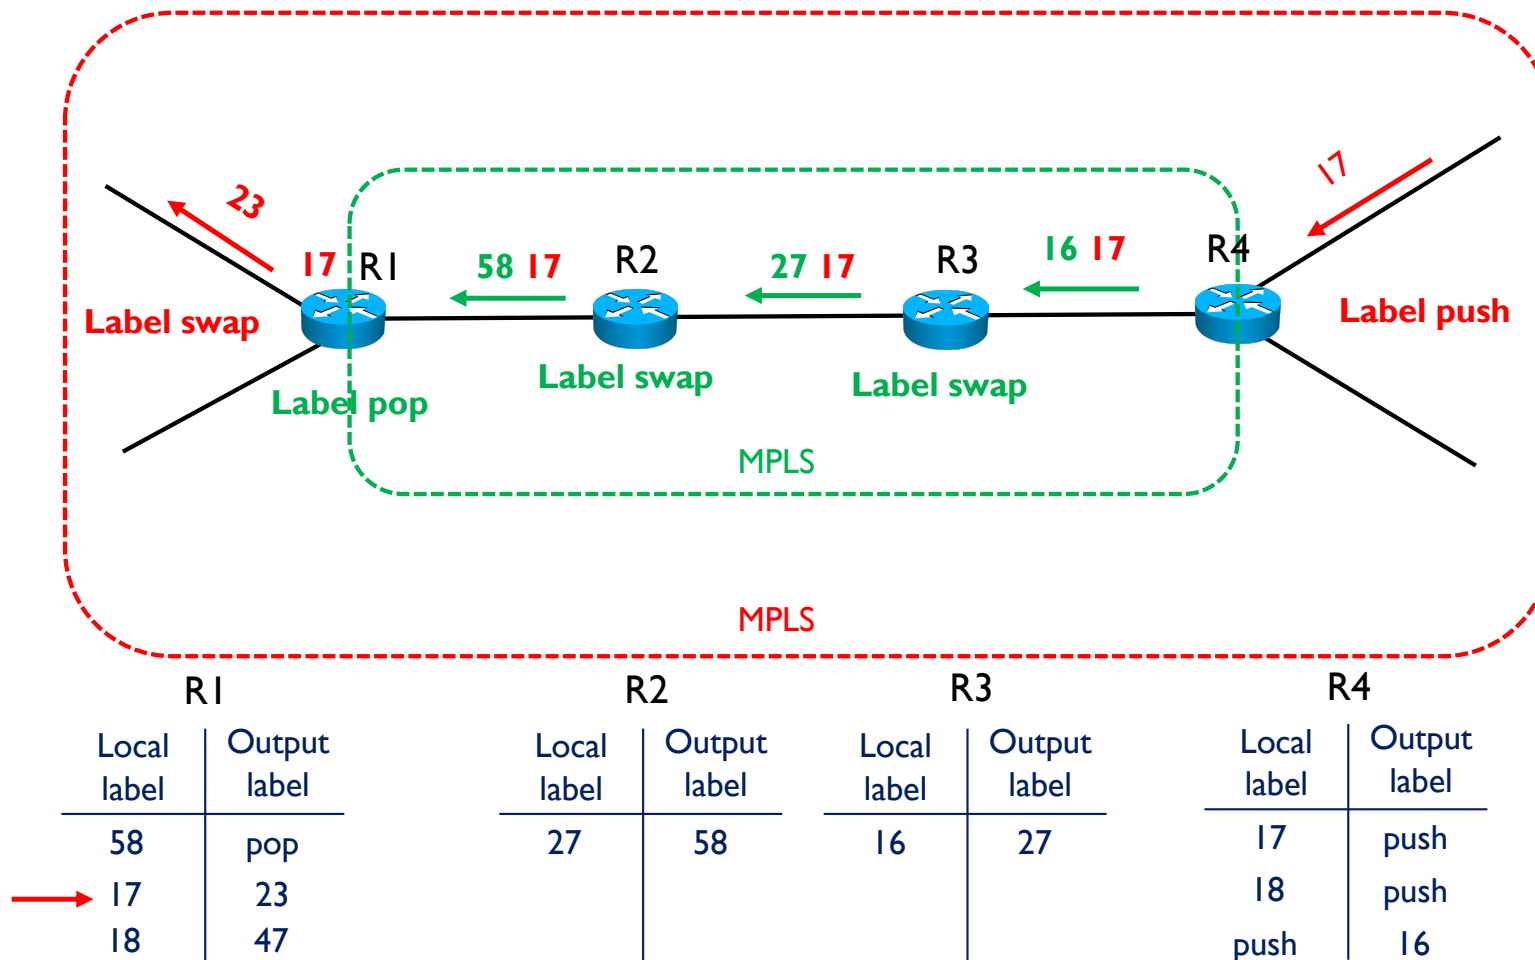 17
23
17 R1
58 17
R2
27 17
R3
16 17
R4
Label swap
Label push
Label pop
Label swap
Label swap
MPLS
MPLS
R1
Local label
Output label
58 pop
17 23
18 47
R2
Local label
Output label
27 58
R3
Local label
Output label
16 27
R4
Local label
Output label
17 push
18 push
push 16